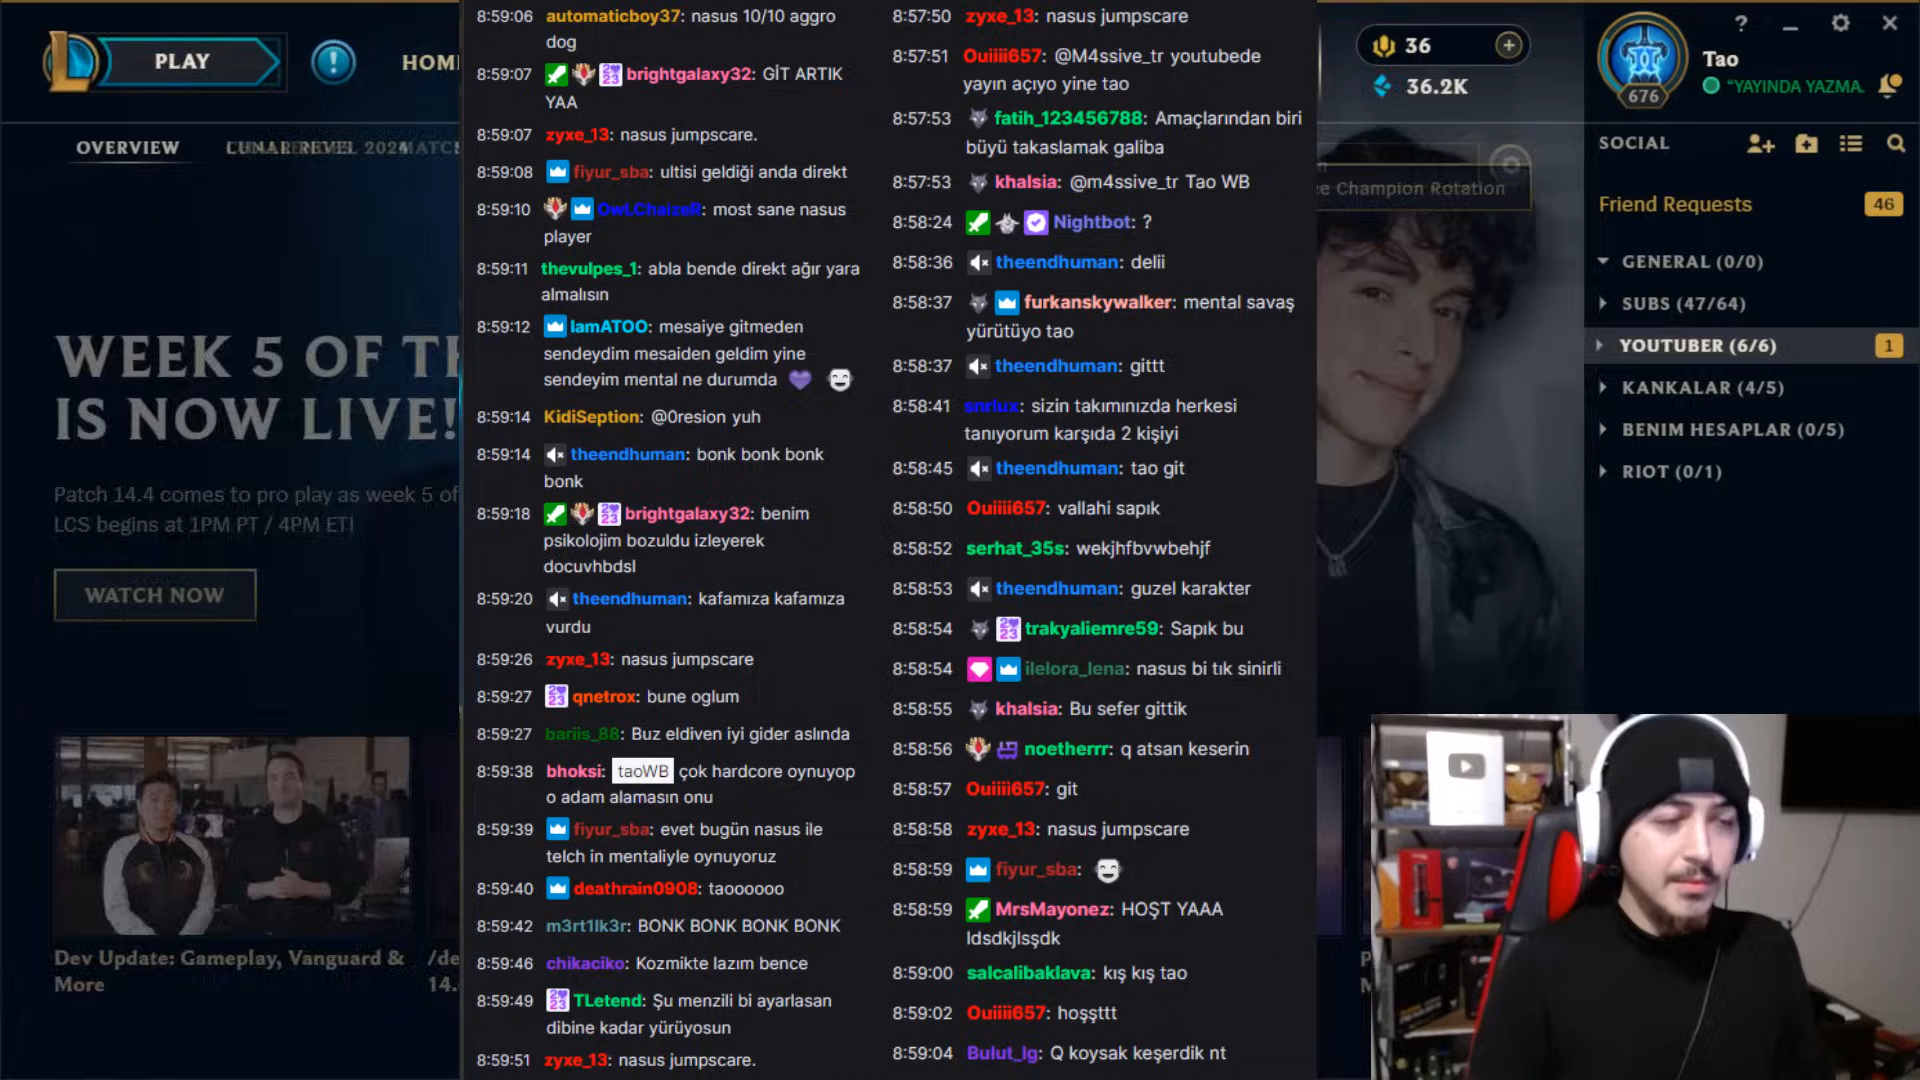 PLAY
HOM
OVERVIEW
WEEK 5 OF TH
IS NOW LIVE!
Patch 14.4 comes to pro play as week 5 of
LCS begins at 1PM PT / 4PM ET!
WATCH NOW
Dev Update: Gameplay, Vanguard &
More
/de
14.
8:59:06 automaticboy37: nasus 10/10 aggro
dog
8:59:07 brightgalaxy32: GİT ARTIK
YAA
8:59:07 zyxe_13: nasus jumpscare.
8:59:08 fiyur_sba: ultisi geldiği anda direkt
8:59:10 OwLChaizeR: most sane nasus
player
8:59:11 thevulpes_1: abla bende direkt ağır yara
almalısın
8:59:12 IamATOO: mesaiye gitmeden
sendeydim mesaiden geldim yine
sendeyim mental ne durumda
8:59:14 KidiSeption: @0resion yuh
8:59:14 theendhuman: bonk bonk bonk
bonk
8:59:18 brightgalaxy32: benim
psikolojim bozuldu izleyerek
docuvhbdsl
8:59:20 theendhuman: kafamıza kafamıza
vurdu
8:59:26 zyxe_13: nasus jumpscare
8:59:27 qnetrox: bune oglum
8:59:27 bariis_88: Buz eldiven iyi gider aslında
8:59:38 bhoksi: taoWB çok hardcore oynuyop
o adam alamasın onu
8:59:39 fiyur_sba: evet bugün nasus ile
telch in mentaliyle oynuyoruz
8:59:40 deathrain0908: taoooooo
8:59:42 m3rt1lk3r: BONK BONK BONK BONK
8:59:46 chikaciko: Kozmikte lazım bence
8:59:49 TLetend: Şu menzili bi ayarlasan
dibine kadar yürüyosun
8:59:51 zyxe_13: nasus jumpscare.
8:57:50 zyxe_13: nasus jumpscare
8:57:51 Ouiiii657: @M4ssive_tr youtubede
yayın açıyo yine tao
8:57:53 fatih_123456788: Amaçlarından biri
büyü takaslamak galiba
8:57:53 khalsia: @m4ssive_tr Tao WB
8:58:24 Nightbot: ?
8:58:36 theendhuman: delii
8:58:37 furkanskywalker: mental savaş
yürütüyo tao
8:58:37 theendhuman: gittt
8:58:41 snrlux: sizin takımınızda herkesi
tanıyorum karşıda 2 kişiyi
8:58:45 theendhuman: tao git
8:58:50 Ouiiii657: vallahi sapık
8:58:52 serhat_35s: wekjhfbvwbehjf
8:58:53 theendhuman: guzel karakter
8:58:54 trakyaliemre59: Sapık bu
8:58:54 ilelora_lena: nasus bi tık sinirli
8:58:55 khalsia: Bu sefer gittik
8:58:56 noetherrr: q atsan keserin
8:58:57 Ouiiii657: git
8:58:58 zyxe_13: nasus jumpscare
8:58:59 fiyur_sba:
8:58:59 MrsMayonez: HOŞT YAAA
ldsdkjlsşdk
8:59:00 salcalibaklava: kış kış tao
8:59:02 Ouiiii657: hoşşttt
8:59:04 Bulut_lg: Q koysak keşerdik nt
36
36.2K
Champion Rotation
676
Tao
"YAYINDA YAZMA.
SOCIAL
Friend Requests 46
GENERAL (0/0)
SUBS (47/64)
YOUTUBER (6/6) 1
KANKALAR (4/5)
BENIM HESAPLAR (0/5)
RIOT (0/1)